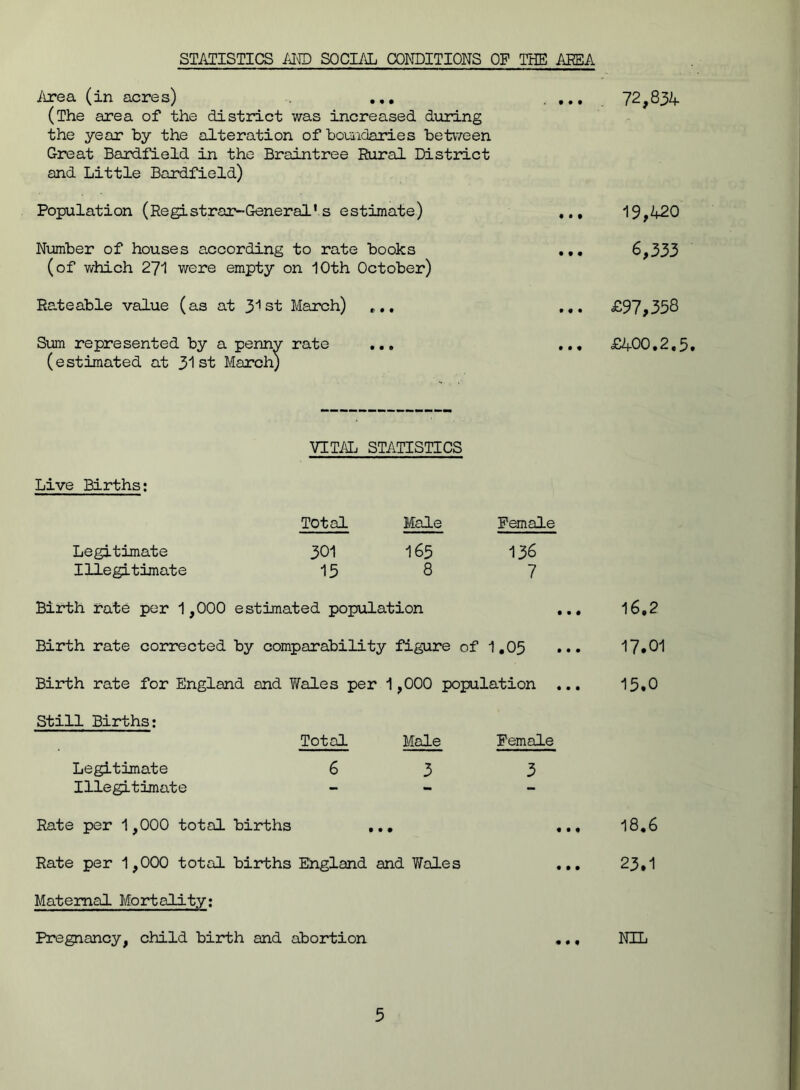 STATISTICS AND SOCIAL CONDITIONS OF THE AREA
Area (in acres) ... ... 72,834
(The area of the district was increased during
the year by the alteration of boundaries between
Great Bardfield in the Braintree Rural District
and Little Bardfield)
Population (Registrar-General's estimate) ... 19,420
Number of houses according to rate books ... 6,333
(of which 271 were empty on 10th October)
Rateable value (as at 31st March) ... ... £97,358
Sum represented by a penny rate ... ... £400.2.5.
(estimated at 31st March)
VITAL STATISTICS
Live Births:
Total Male Female
Legitimate 301 165 136
Illegitimate 15 8 7
Birth rate per 1,000 estimated population ... 16.2
Birth rate corrected by comparability figure of 1.05 ... 17.01
Birth rate for England and Wales per 1,000 population ... 15.0
Still Births:
Total Male Female
Legitimate 6 3 3
Illegitimate - - -
Rate per 1,000 total births ... ... 18.6
Rate per 1,000 total births England and Wales ... 23.1
Maternal Mortality:
Pregnancy, child birth and abortion ... NIL
5